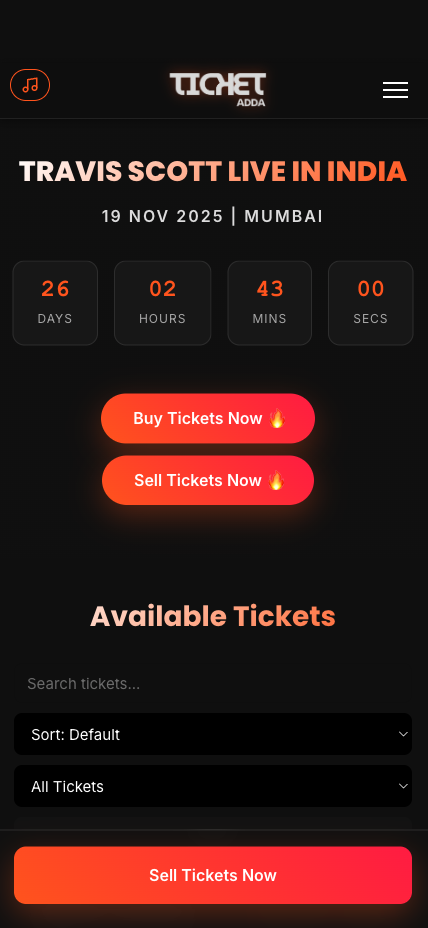 TICKET
ADDA
TRAVIS SCOTT LIVE IN INDIA
19 NOV 2025 | MUMBAI
26 02 43 00
DAYS HOURS MINS SECS
Buy Tickets Now 🔥
Sell Tickets Now 🔥
Available Tickets
Search tickets...
Sort: Default
All Tickets
Sell Tickets Now